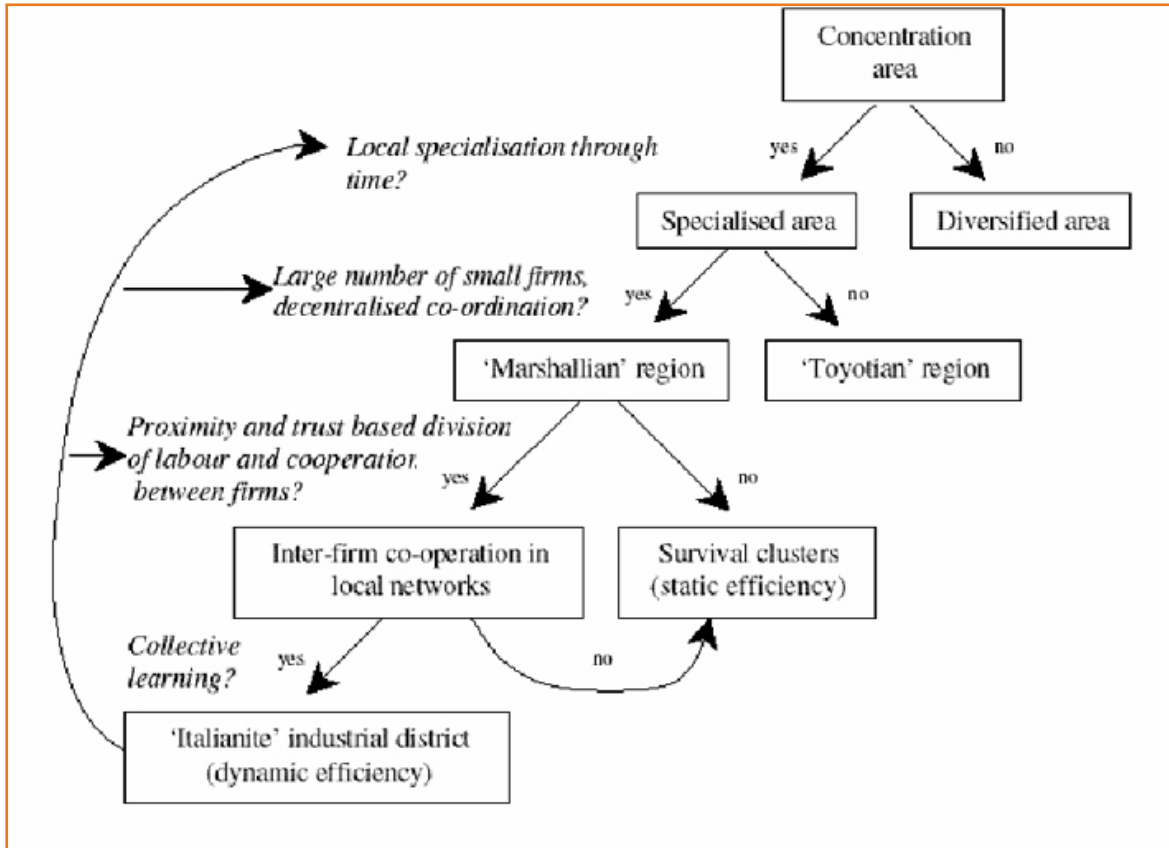 Concentration
area
Local specialisation through
time?
yes
no
Specialised area
Diversified area
Large number of small firms,
decentralised co-ordination?
yes
no
‘Marshallian’ region
‘Toyotian’ region
Proximity and trust based division
of labour and cooperation
between firms?
yes
no
Inter-firm co-operation in
local networks
Survival clusters
(static efficiency)
Collective
learning?
yes
no
‘Italianite’ industrial district
(dynamic efficiency)